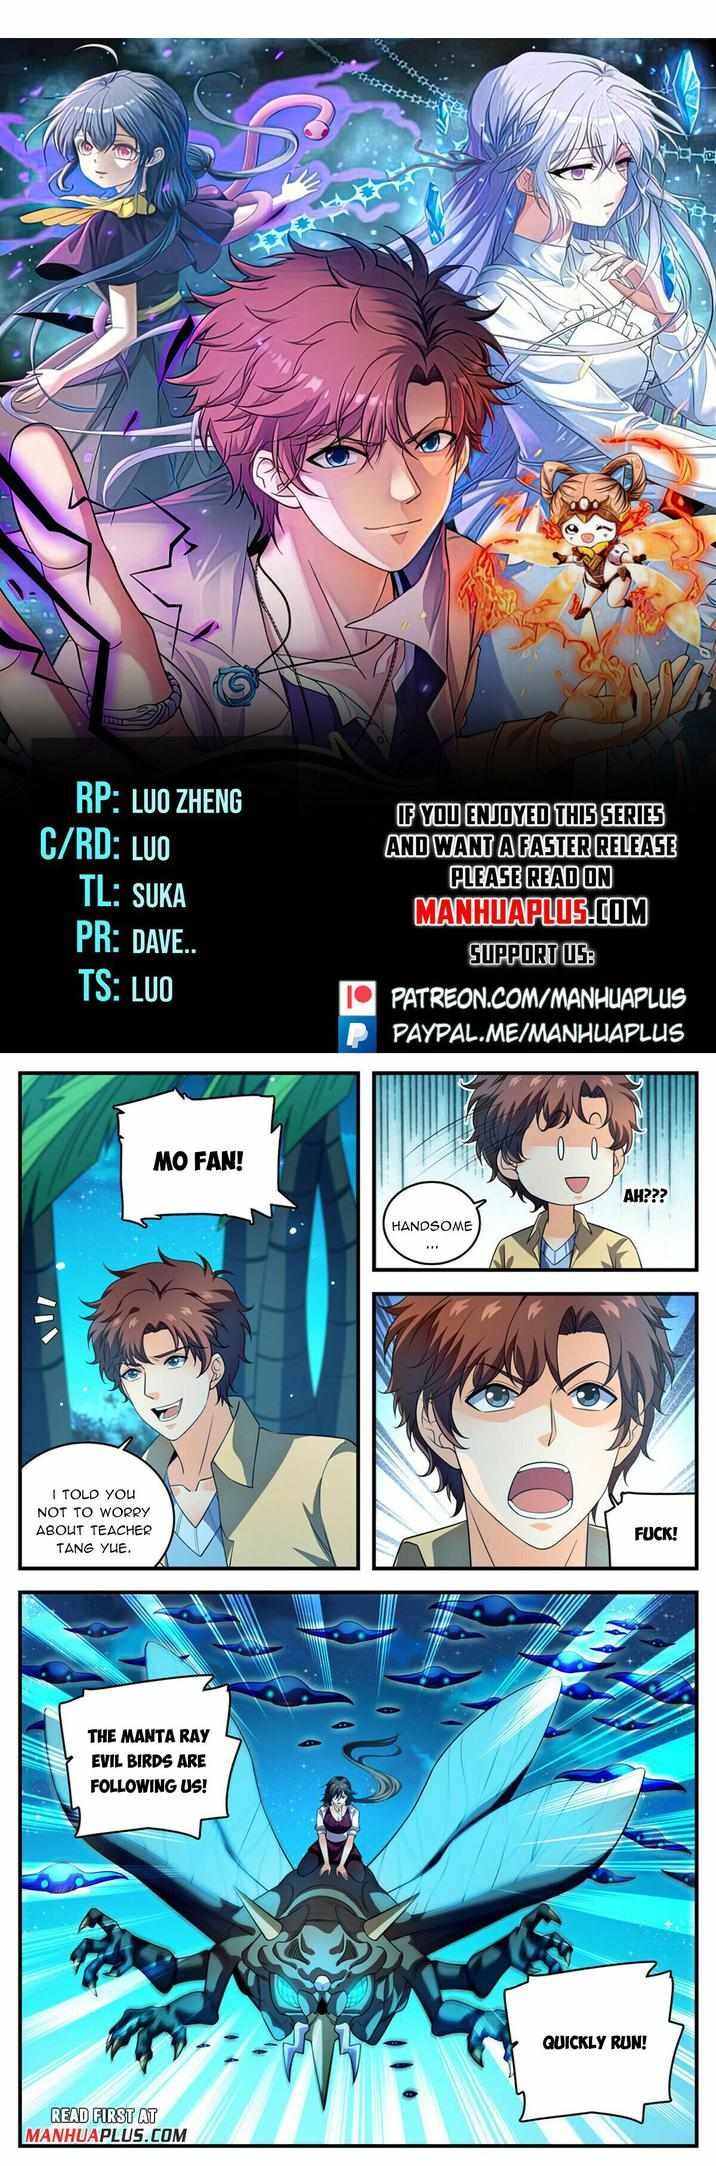 RP: LUO ZHENG
C/RD: LUO
TL: SUKA
PR: DAVE..
TS: LUO
IF YOU ENJOYED THIS SERIES
AND WANT A FASTER RELEASE
PLEASE READ ON
MANHUAPLUS.COM
SUPPORT US:
PATREON.COM/MANHUAPLUS
PAYPAL.ME/MANHUAPLUS
MO FAN!
I TOLD YOU
NOT TO WORRY
ABOUT TEACHER
TANG YUE.
HANDSOME
...
AH???
FUCK!
THE MANTA RAY
EVIL BIRDS ARE
FOLLOWING US!
QUICKLY RUN!
READ FIRST AT
MANHUAPLUS.COM